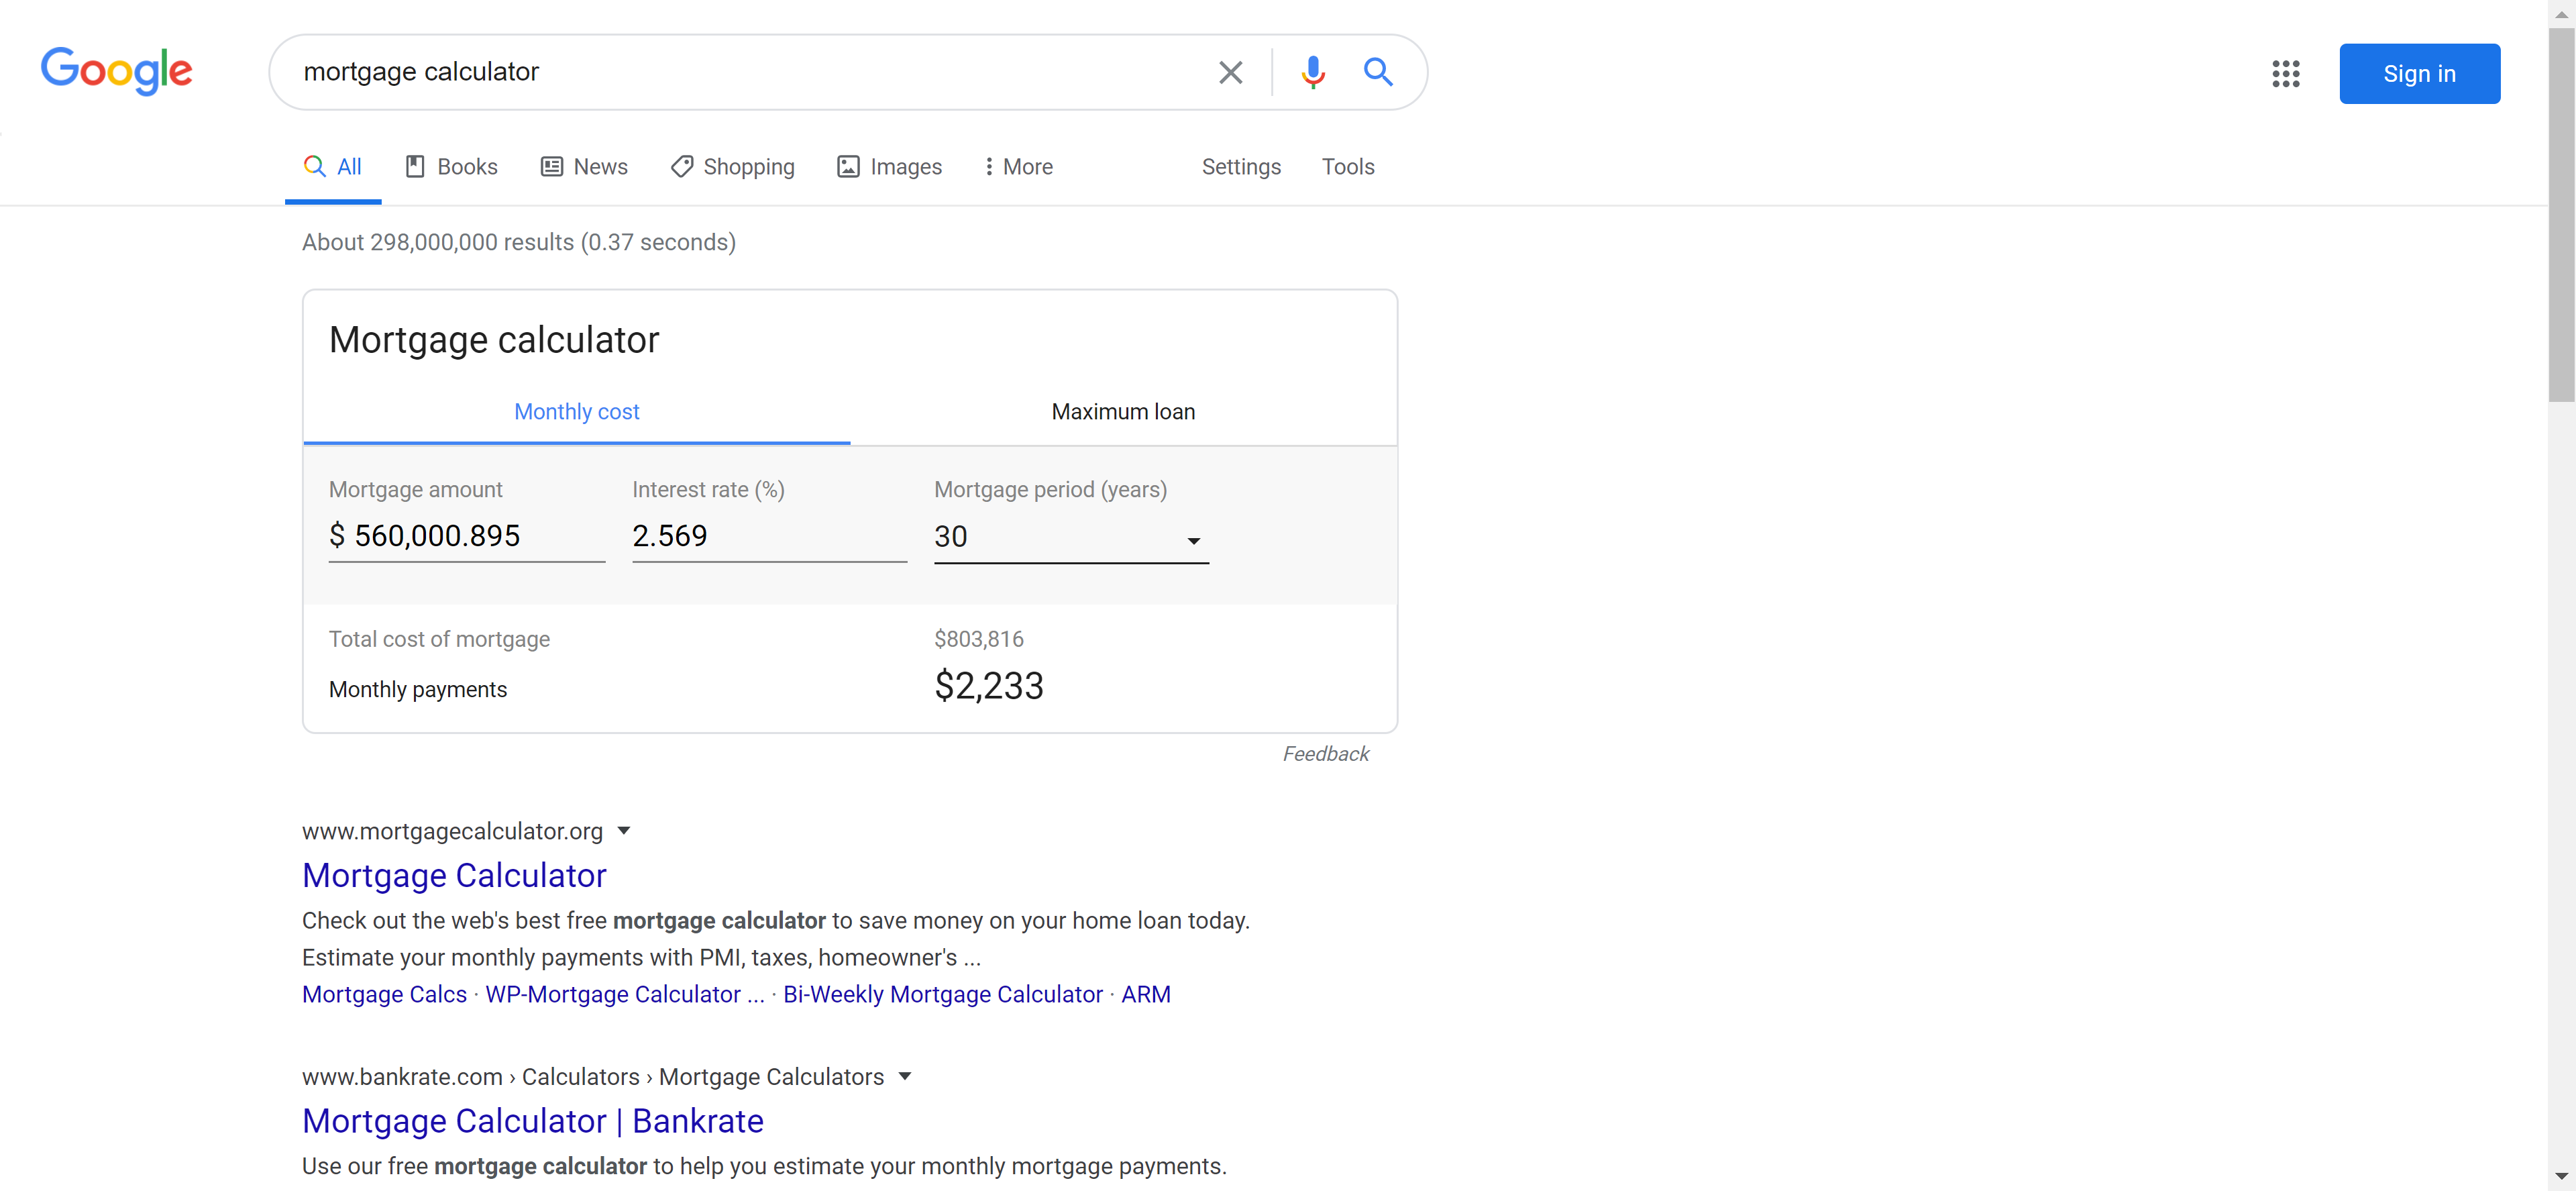 Google
mortgage calculator
Sign in
All Books News Shopping Images More Settings Tools
About 298,000,000 results (0.37 seconds)
Mortgage calculator
Monthly cost Maximum loan
Mortgage amount Interest rate (%) Mortgage period (years)
$ 560,000.895 2.569 30
Total cost of mortgage $803,816
Monthly payments $2,233
Feedback
www.mortgagecalculator.org
Mortgage Calculator
Check out the web's best free mortgage calculator to save money on your home loan today.
Estimate your monthly payments with PMI, taxes, homeowner's ...
Mortgage Calcs · WP-Mortgage Calculator ... · Bi-Weekly Mortgage Calculator · ARM
www.bankrate.com › Calculators › Mortgage Calculators
Mortgage Calculator | Bankrate
Use our free mortgage calculator to help you estimate your monthly mortgage payments.